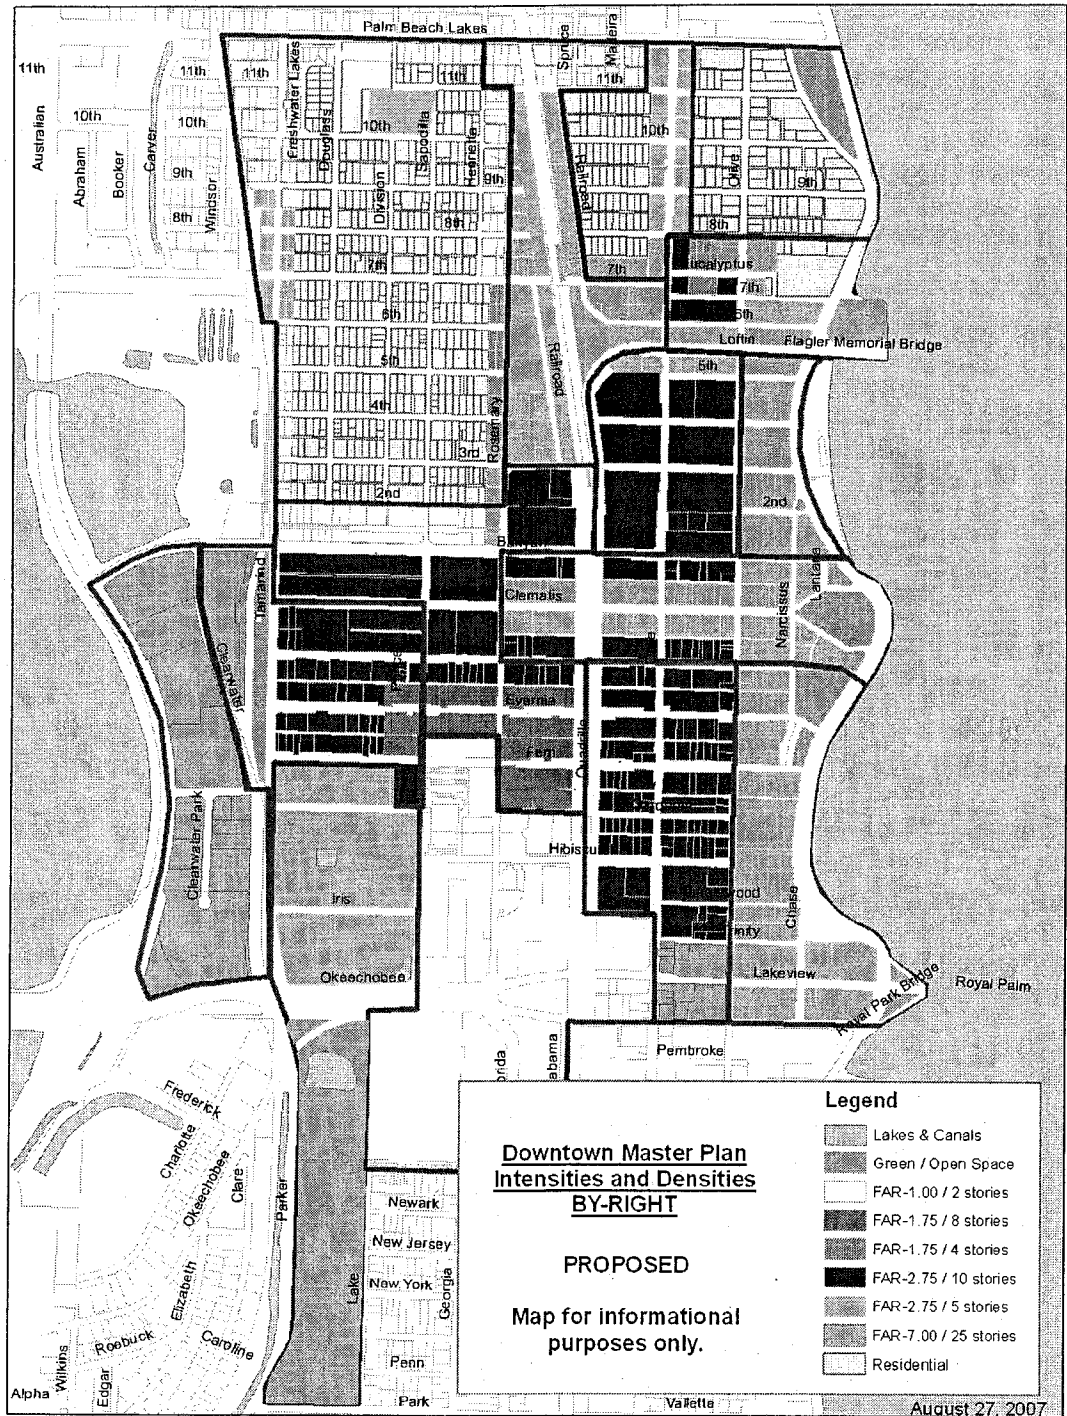 Palm Beach Lakes
Spruce
Madeira
11th
11th
11th
Freshwater Lakes
11th
11th
Australian
10th
Abraham
Booker
Carver
10th
Windsor
Douglass
10th
Sapodilla
Henrietta
10th
9th
Division
9th
Railroad
Olive
9th
8th
8th
8th
7th
7th
Eucalyptus
7th
6th
6th
Loftin
Flagler Memorial Bridge
5th
Railroad
5th
4th
Rosemary
3rd
2nd
2nd
Banyan
Tamarind
Clematis
Narcissus
Lantana
Clearwater
Evernia
Fern
Quadrille
Clearwater Park
Hibiscus
Iris
Chase
Okeechobee
Lakeview
Royal Park Bridge
Royal Palm
Pembroke
Frederick
Charlotte
Okeechobee
Clare
Parker
Elizabeth
Lake
Roebuck
Caroline
Wilkins
Edgar
Alpha
Newark
New Jersey
New York
Georgia
Penn
Park
Vallette
Downtown Master Plan
Intensities and Densities
BY-RIGHT
PROPOSED
Map for informational
purposes only.
Legend
Lakes & Canals
Green / Open Space
FAR-1.00 / 2 stories
FAR-1.75 / 8 stories
FAR-1.75 / 4 stories
FAR-2.75 / 10 stories
FAR-2.75 / 5 stories
FAR-7.00 / 25 stories
Residential
August 27, 2007